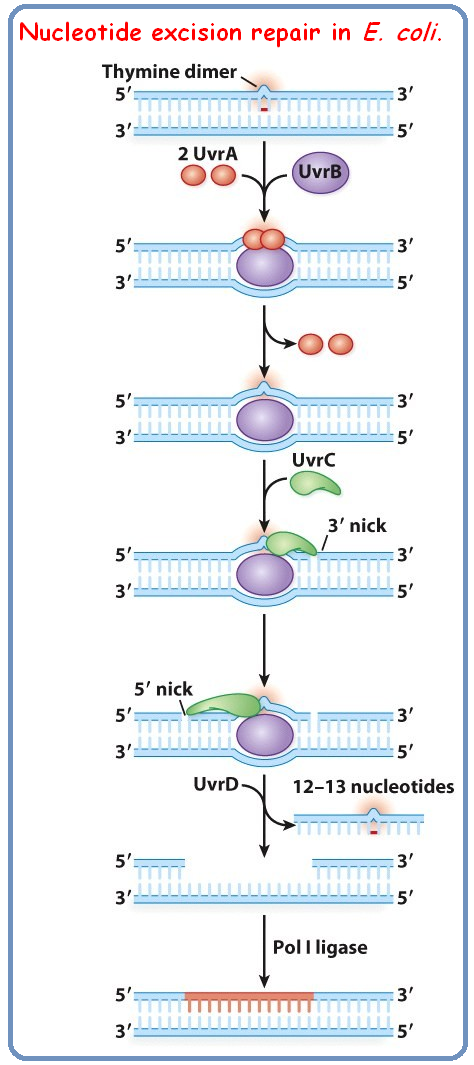 Nucleotide excision repair in E. coli.
Thymine dimer
5′ 3′
3′ 5′
2 UvrA UvrB
5′ 3′
3′ 5′
5′ 3′
3′ 5′
UvrC
3′ nick
5′ 3′
3′ 5′
5′ nick
5′ 3′
3′ 5′
UvrD 12–13 nucleotides
5′ 3′
3′ 5′
Pol I ligase
5′ 3′
3′ 5′